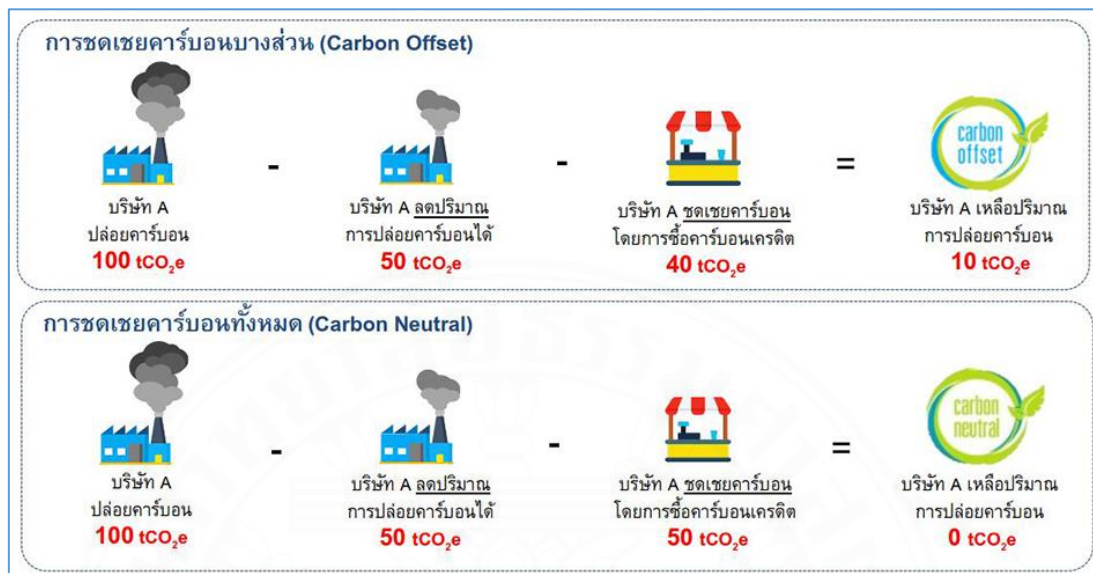 การชดเชยคาร์บอนบางส่วน (Carbon Offset)
- - =
carbon
offset
บริษัท A
ปล่อยคาร์บอน
100 tCO₂e
บริษัท A ลดปริมาณ
การปล่อยคาร์บอนได้
50 tCO₂e
บริษัท A ชดเชยคาร์บอน
โดยการซื้อคาร์บอนเครดิต
40 tCO₂e
บริษัท A เหลือปริมาณ
การปล่อยคาร์บอน
10 tCO₂e
การชดเชยคาร์บอนทั้งหมด (Carbon Neutral)
- - =
carbon
neutral
บริษัท A
ปล่อยคาร์บอน
100 tCO₂e
บริษัท A ลดปริมาณ
การปล่อยคาร์บอนได้
50 tCO₂e
บริษัท A ชดเชยคาร์บอน
โดยการซื้อคาร์บอนเครดิต
50 tCO₂e
บริษัท A เหลือปริมาณ
การปล่อยคาร์บอน
0 tCO₂e